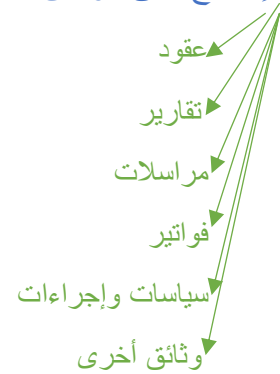 عقود
تقارير
مراسلات
فواتير
سياسات وإجراءات
وثائق أخرى